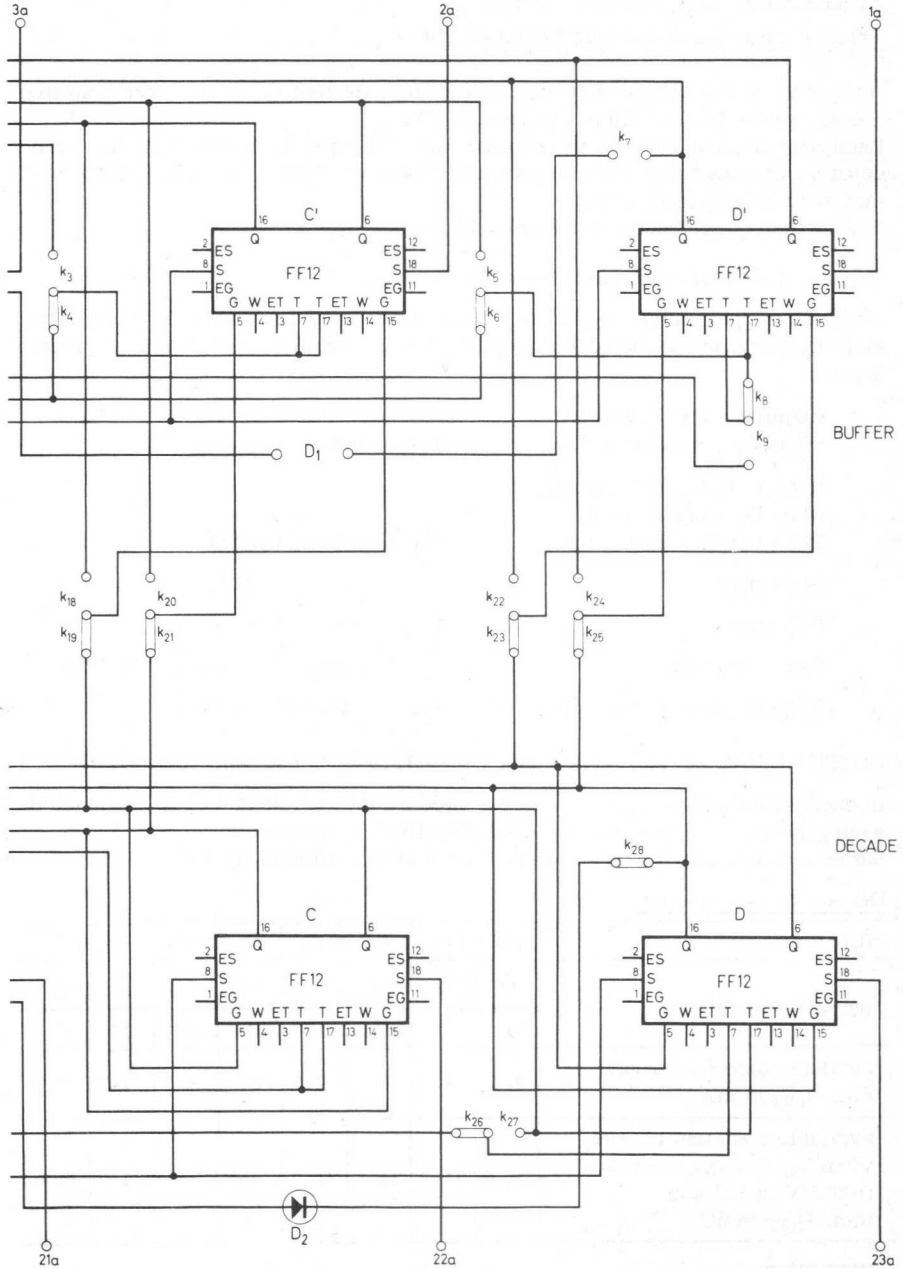 3a 2a 1a
k7
C' D'
16 6 16 6
2 ES Q Q ES 12 2 ES Q Q ES 12
8 S FF12 S 18 8 S FF12 S 18
1 EG EG 11 1 EG EG 11
G W ET T T ET W G G W ET T T ET W G
5 4 3 7 17 13 14 15 5 4 3 7 17 13 14 15
k3 k5
k4 k6
k8
k9
BUFFER
D1
k18 k20 k22 k24
k19 k21 k23 k25
DECADE
k28
C D
16 6 16 6
2 ES Q Q ES 12 2 ES Q Q ES 12
8 S FF12 S 18 8 S FF12 S 18
1 EG EG 11 1 EG EG 11
G W ET T T ET W G G W ET T T ET W G
5 4 3 7 17 13 14 15 5 4 3 7 17 13 14 15
k26 k27
D2
21a 22a 23a